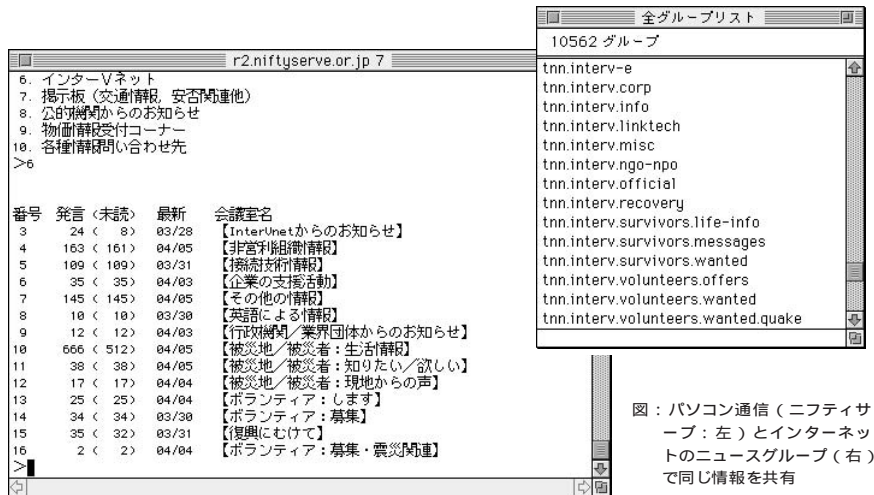 r2.niftyserve.or.jp 7
6. インターVネット
7. 掲示板（交通情報, 安否関連他）
8. 公的機関からのお知らせ
9. 物価情報受付コーナー
10. 各種情報問い合わせ先
>6
番号 発言（未読） 最新 会議室名
3 24 ( 8) 03/28 【InterVnetからのお知らせ】
4 163 ( 161) 04/05 【非営利組織情報】
5 109 ( 109) 03/31 【接続技術情報】
6 35 ( 35) 04/03 【企業の支援活動】
7 145 ( 145) 04/05 【その他の情報】
8 10 ( 10) 03/30 【英語による情報】
9 12 ( 12) 04/03 【行政機関／業界団体からのお知らせ】
10 666 ( 512) 04/05 【被災地／被災者：生活情報】
11 38 ( 38) 04/05 【被災地／被災者：知りたい／欲しい】
12 17 ( 17) 04/04 【被災地／被災者：現地からの声】
13 25 ( 25) 04/04 【ボランティア：します】
14 34 ( 34) 03/30 【ボランティア：募集】
15 35 ( 32) 03/31 【復興にむけて】
16 2 ( 2) 04/04 【ボランティア：募集・震災関連】
>
全グループリスト
10562 グループ
tnn.interv-e
tnn.interv.corp
tnn.interv.info
tnn.interv.linktech
tnn.interv.misc
tnn.interv.ngo-npo
tnn.interv.official
tnn.interv.recovery
tnn.interv.survivors.life-info
tnn.interv.survivors.messages
tnn.interv.survivors.wanted
tnn.interv.volunteers.offers
tnn.interv.volunteers.wanted
tnn.interv.volunteers.wanted.quake
図：パソコン通信（ニフティサ
ーブ：左）とインターネッ
トのニュースグループ（右）
で同じ情報を共有